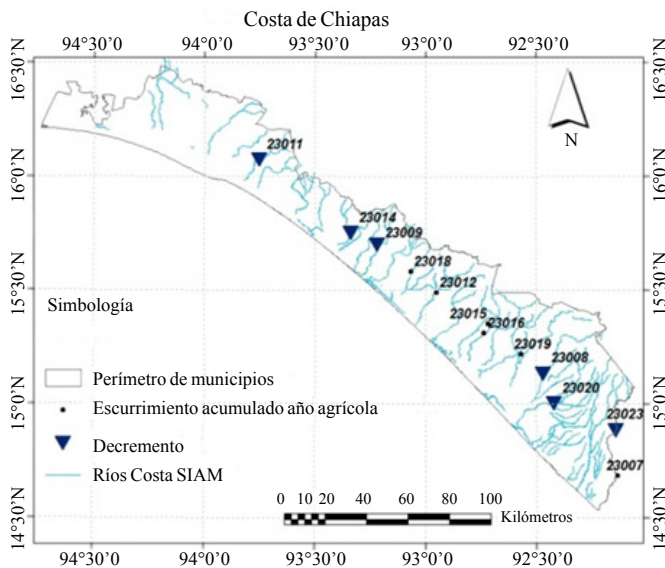 Costa de Chiapas
94°30'0 94°0'0 93°30'0 93°0'0 92°30'0
16°30'N
16°30'N
N
23011
16°0'N
16°0'N
23014
23009
23018
15°30'N
15°30'N
23012
Simbología
23015
23016
23019
23008
Perímetro de municipios
23020
15°0'N
15°0'N
Escurrimiento acumulado año agrícola
23023
Decremento
Ríos Costa SIAM
23007
0 10 20 40 60 80 100
Kilómetros
14°30'N
14°30'N
94°30'0 94°0'0 93°30'0 93°0'0 92°30'0